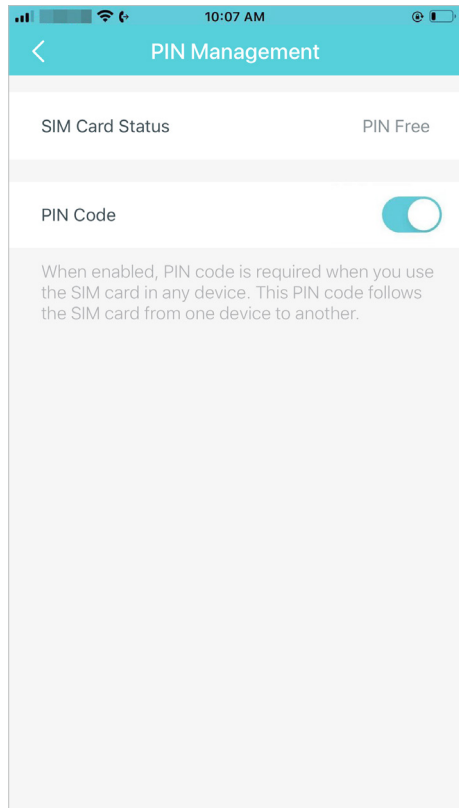 10:07 AM
PIN Management
SIM Card Status PIN Free
PIN Code
When enabled, PIN code is required when you use
the SIM card in any device. This PIN code follows
the SIM card from one device to another.